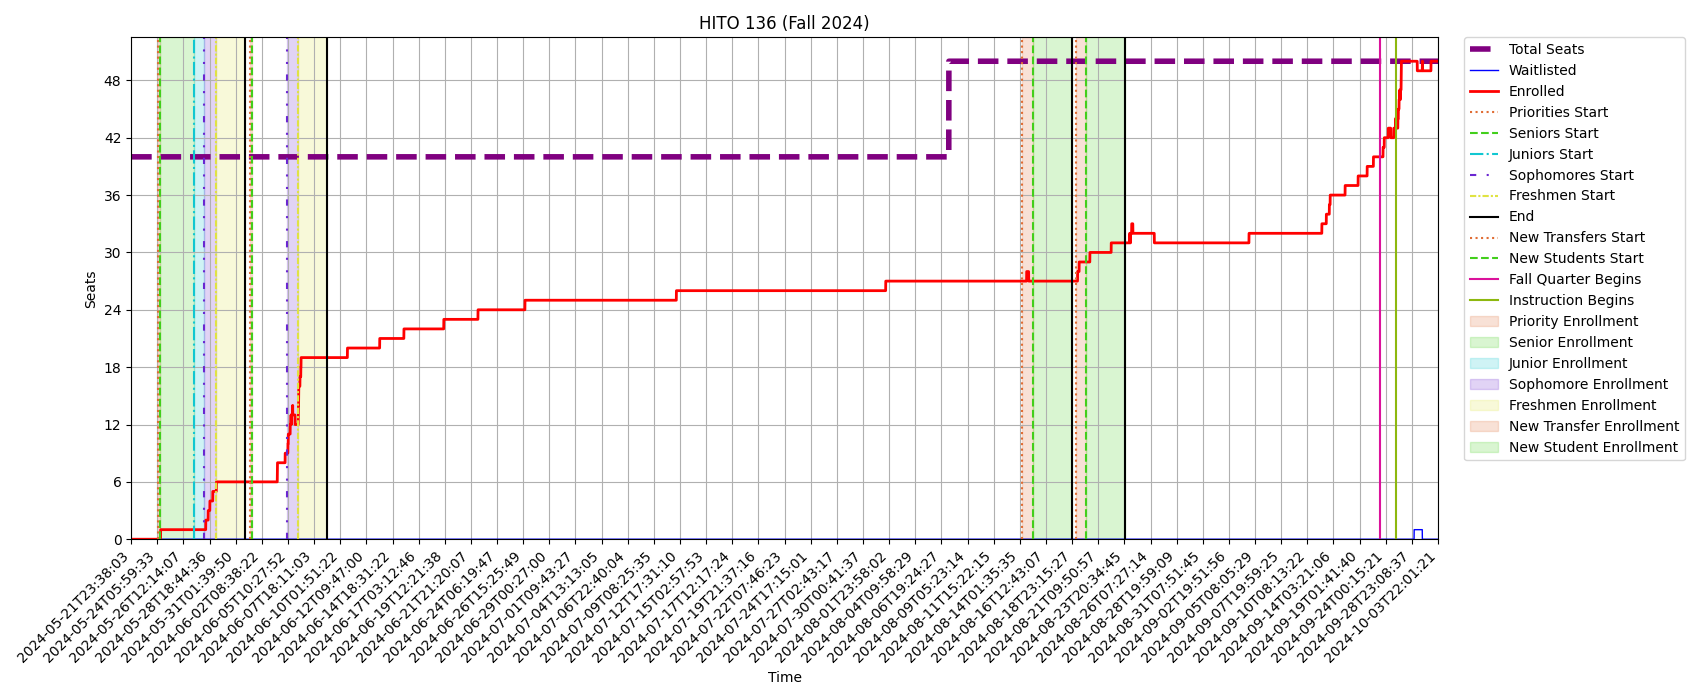 HITO 136 (Fall 2024)
Seats
48
42
36
30
24
18
12
6
0
2024-05-21T23:38:03
2024-05-24T05:59:33
2024-05-26T12:14:07
2024-05-28T18:44:36
2024-05-31T01:39:50
2024-06-02T08:38:22
2024-06-05T10:27:52
2024-06-07T18:11:03
2024-06-10T01:51:22
2024-06-12T09:47:00
2024-06-14T18:31:22
2024-06-17T03:12:46
2024-06-19T12:21:38
2024-06-21T21:20:07
2024-06-24T06:19:47
2024-06-26T15:25:49
2024-06-29T00:27:00
2024-07-01T09:43:27
2024-07-04T13:13:05
2024-07-06T22:40:04
2024-07-09T08:25:35
2024-07-12T17:31:10
2024-07-15T02:57:53
2024-07-17T12:17:24
2024-07-19T21:37:16
2024-07-22T07:46:23
2024-07-24T17:15:01
2024-07-27T02:43:17
2024-07-30T00:41:37
2024-08-01T23:58:02
2024-08-04T09:58:29
2024-08-06T19:24:27
2024-08-09T05:23:14
2024-08-11T15:22:15
2024-08-14T01:35:35
2024-08-16T12:43:07
2024-08-18T23:15:27
2024-08-21T09:50:57
2024-08-23T20:34:45
2024-08-26T07:27:14
2024-08-28T19:59:09
2024-08-31T07:51:45
2024-09-02T19:51:56
2024-09-05T08:05:29
2024-09-07T19:59:25
2024-09-10T08:13:22
2024-09-14T03:21:06
2024-09-19T01:41:40
2024-09-24T00:15:21
2024-09-28T23:08:37
2024-10-03T22:01:21
Time
Total Seats
Waitlisted
Enrolled
Priorities Start
Seniors Start
Juniors Start
Sophomores Start
Freshmen Start
End
New Transfers Start
New Students Start
Fall Quarter Begins
Instruction Begins
Priority Enrollment
Senior Enrollment
Junior Enrollment
Sophomore Enrollment
Freshmen Enrollment
New Transfer Enrollment
New Student Enrollment